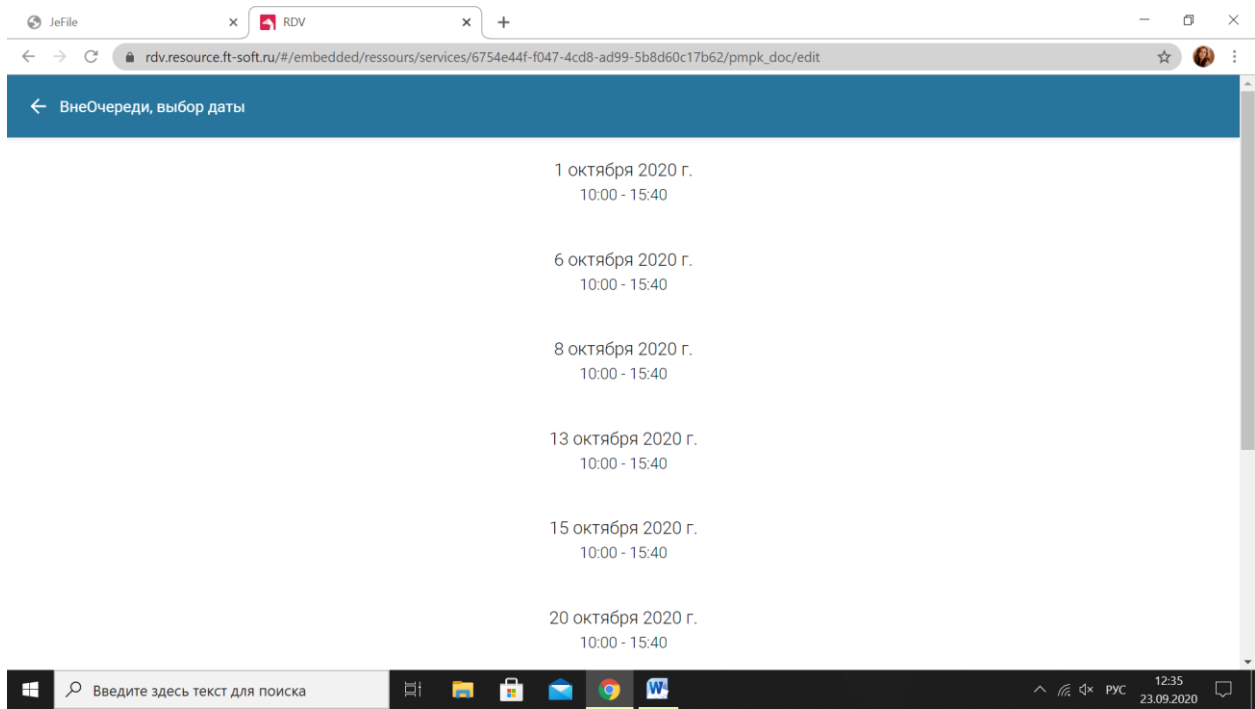 JeFile
RDV
rdv.resource.ft-soft.ru/#/embedded/ressours/services/6754e44f-f047-4cd8-ad99-5b8d60c17b62/pmpk_doc/edit
ВнеОчереди, выбор даты
1 октября 2020 г.
10:00 - 15:40
6 октября 2020 г.
10:00 - 15:40
8 октября 2020 г.
10:00 - 15:40
13 октября 2020 г.
10:00 - 15:40
15 октября 2020 г.
10:00 - 15:40
20 октября 2020 г.
10:00 - 15:40
Введите здесь текст для поиска
W
РУС
12:35
23.09.2020